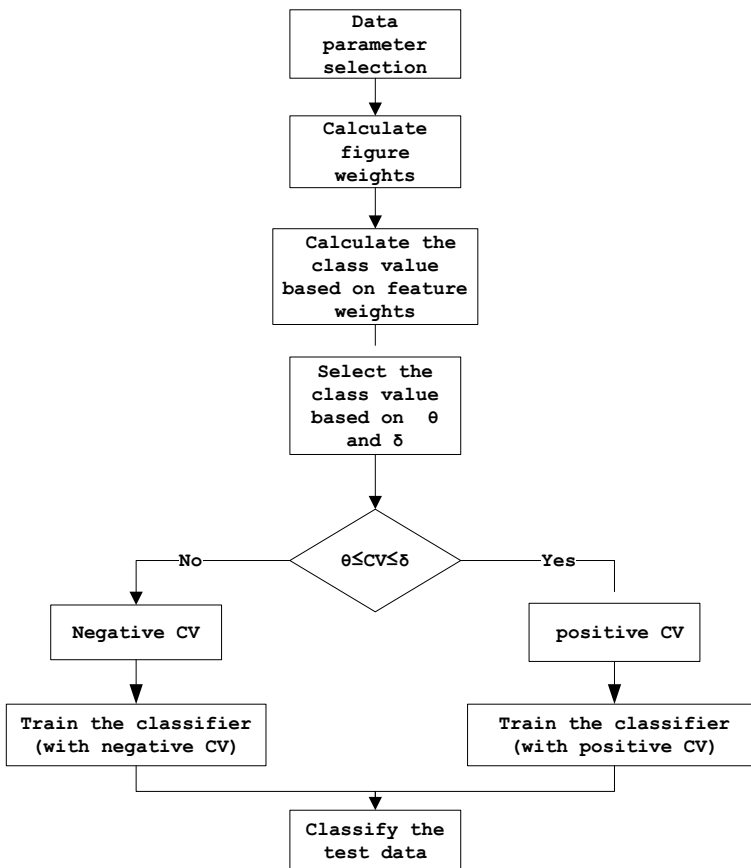 Data
parameter
selection
Calculate
figure
weights
Calculate the
class value
based on feature
weights
Select the
class value
based on θ
and δ
θ≤CV≤δ
No
Yes
Negative CV
positive CV
Train the classifier
(with negative CV)
Train the classifier
(with positive CV)
Classify the
test data